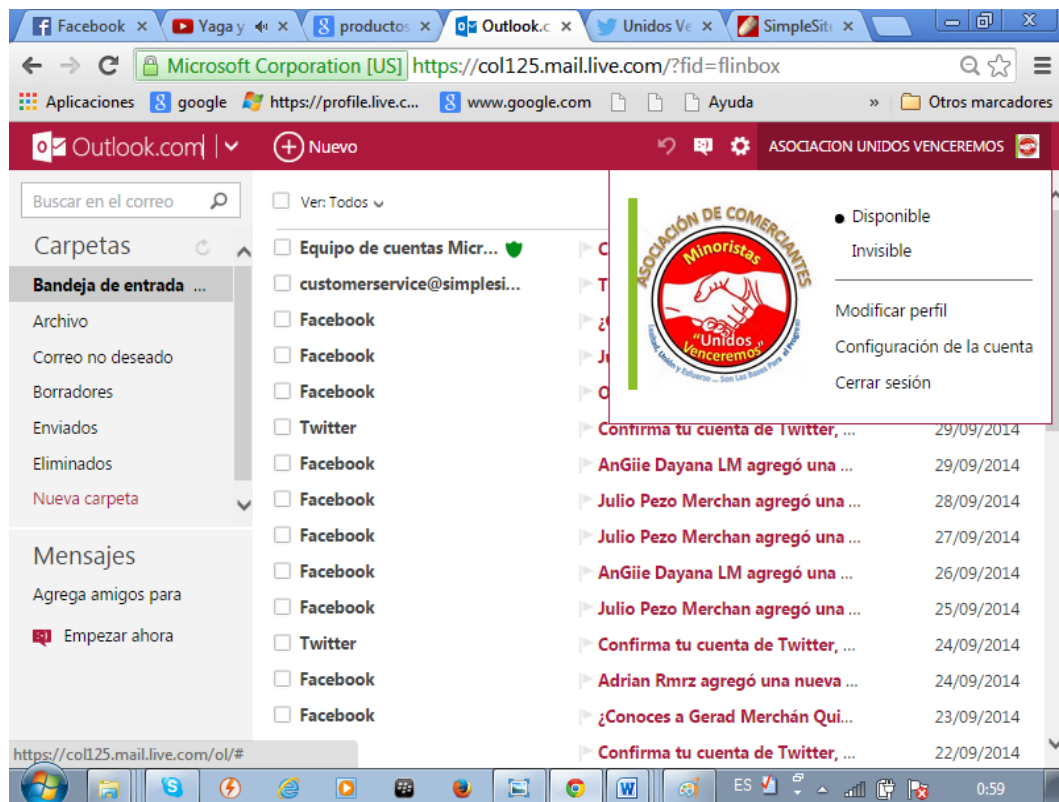 Facebook
Yaga y
productos
Outlook.c
Unidos Ve
SimpleSite
Microsoft Corporation [US] https://col125.mail.live.com/?fid=flinbox
Aplicaciones google https://profile.live.c... www.google.com Ayuda » Otros marcadores
Outlook.com Nuevo ASOCIACION UNIDOS VENCEREMOS
Buscar en el correo
Ver: Todos
Carpetas
Bandeja de entrada ...
Archivo
Correo no deseado
Borradores
Enviados
Eliminados
Nueva carpeta
Mensajes
Agrega amigos para
Empezar ahora
Equipo de cuentas Micr... C
customerservice@simplesi... T
Facebook ¿
Facebook J
Facebook O
Twitter Confirma tu cuenta de Twitter, ... 29/09/2014
Facebook AnGiie Dayana LM agregó una ... 29/09/2014
Facebook Julio Pezo Merchan agregó una ... 28/09/2014
Facebook Julio Pezo Merchan agregó una ... 27/09/2014
Facebook AnGiie Dayana LM agregó una ... 26/09/2014
Facebook Julio Pezo Merchan agregó una ... 25/09/2014
Twitter Confirma tu cuenta de Twitter, ... 24/09/2014
Facebook Adrian Rmrz agregó una nueva ... 24/09/2014
Facebook ¿Conoces a Gerad Merchán Qui... 23/09/2014
Confirma tu cuenta de Twitter, ... 22/09/2014
ASOCIACIÓN DE COMERCIANTES
Minoristas
"Unidos
Venceremos"
Lealtad, Unión y Esfuerzo ... Son Las Bases Para el Progreso
Disponible
Invisible
Modificar perfil
Configuración de la cuenta
Cerrar sesión
https://col125.mail.live.com/ol/#
ES 0:59